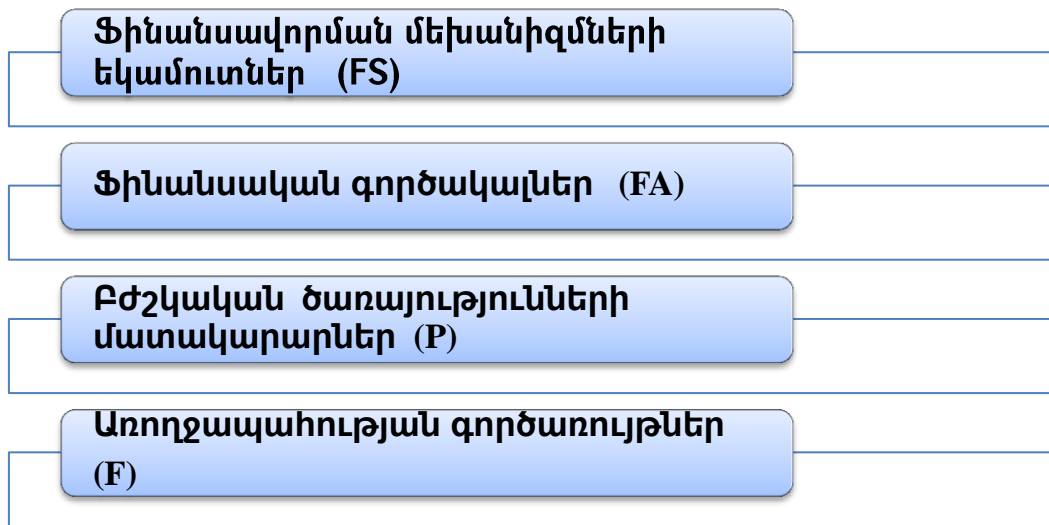 Ֆինանսավորման մեխանիզմների
եկամուտներ (FS)
Ֆինանսական գործակալներ (FA)
Բժշկական ծառայությունների
մատակարարներ (P)
Առողջապահության գործառույթներ
(F)